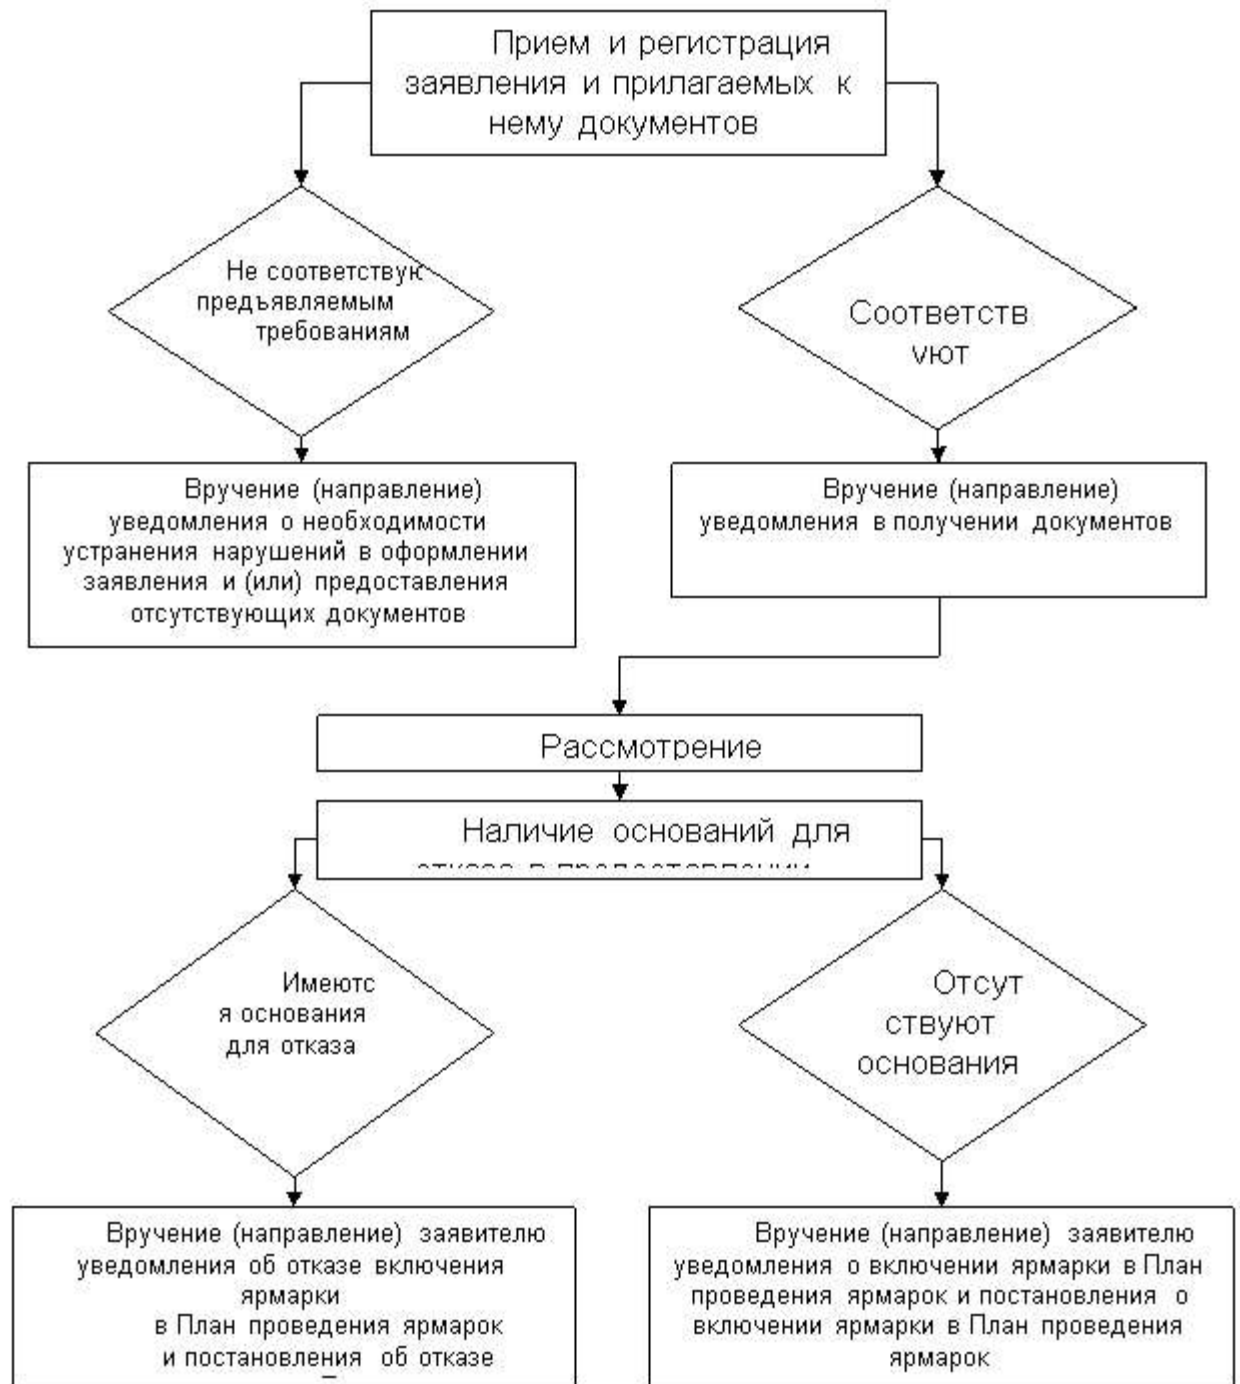 Прием и регистрация
заявления и прилагаемых к
нему документов
Не соответствую
предъявляемым
требованиям
Соответств
уют
Вручение (направление)
уведомления о необходимости
устранения нарушений в оформлении
заявления и (или) предоставления
отсутствующих документов
Вручение (направление)
уведомления в получении документов
Рассмотрение
Наличие оснований для
отказа в предоставлении
Имеютс
я основания
для отказа
Отсут
ствуют
основания
Вручение (направление) заявителю
уведомления об отказе включения
ярмарки
в План проведения ярмарок
и постановления об отказе
Вручение (направление) заявителю
уведомления о включении ярмарки в План
проведения ярмарок и постановления о
включении ярмарки в План проведения
ярмарок